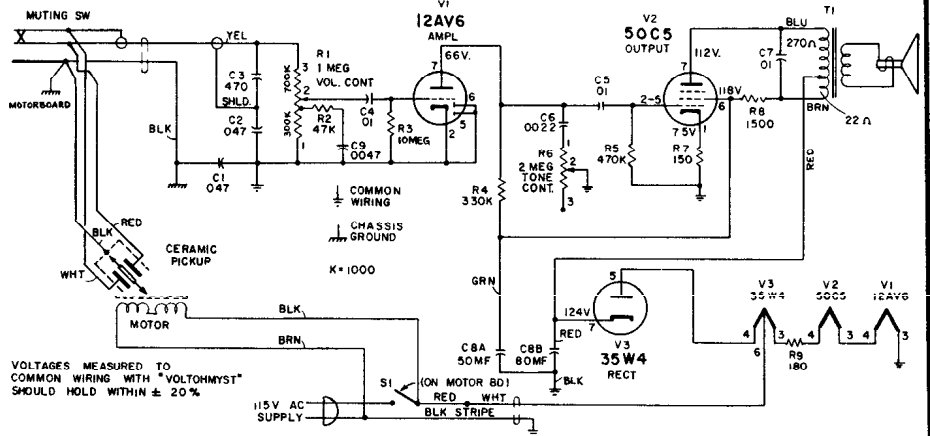 MUTING SW
YEL
MOTORBOARD
BLK
C3
470
SHLD.
C2
047
C1
047
R1
1 MEG
VOL. CONT
3
700K
2
300K
1
R2
47K
C9
0047
C4
01
R3
10MEG
V1
12AV6
AMPL
66V.
7
6
5
2
COMMON
WIRING
CHASSIS
GROUND
K=1000
R4
330K
C5
01
C6
0022
1
R6
2 MEG
TONE
CONT.
2
3
V2
50C5
OUTPUT
112V.
7
2-5
118V
6
7.5V
1
R5
470K
R7
150
R8
1500
BLU
T1
270Ω
C7
01
BRN
22Ω
RED
RED
BLK
WHT
CERAMIC
PICKUP
MOTOR
BLK
BRN
GRN
5
124V
7
RED
V3
35W4
RECT
C8A
50MF
C8B
80MF
BLK
V3
35W4
V2
50C5
V1
12AV6
4
3
6
R9
180
4
3
4
3
VOLTAGES MEASURED TO
COMMON WIRING WITH "VOLTOHMYST"
SHOULD HOLD WITHIN ± 20%
S1
(ON MOTOR BD)
115V AC
SUPPLY
RED
WHT
BLK STRIPE